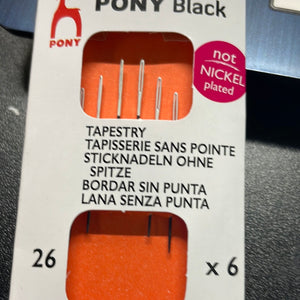 PONY Black
PONY
not
NICKEL
plated
TAPESTRY
TAPISSERIE SANS POINTE
STICKNADELN OHNE
SPITZE
BORDAR SIN PUNTA
LANA SENZA PUNTA
26
x 6